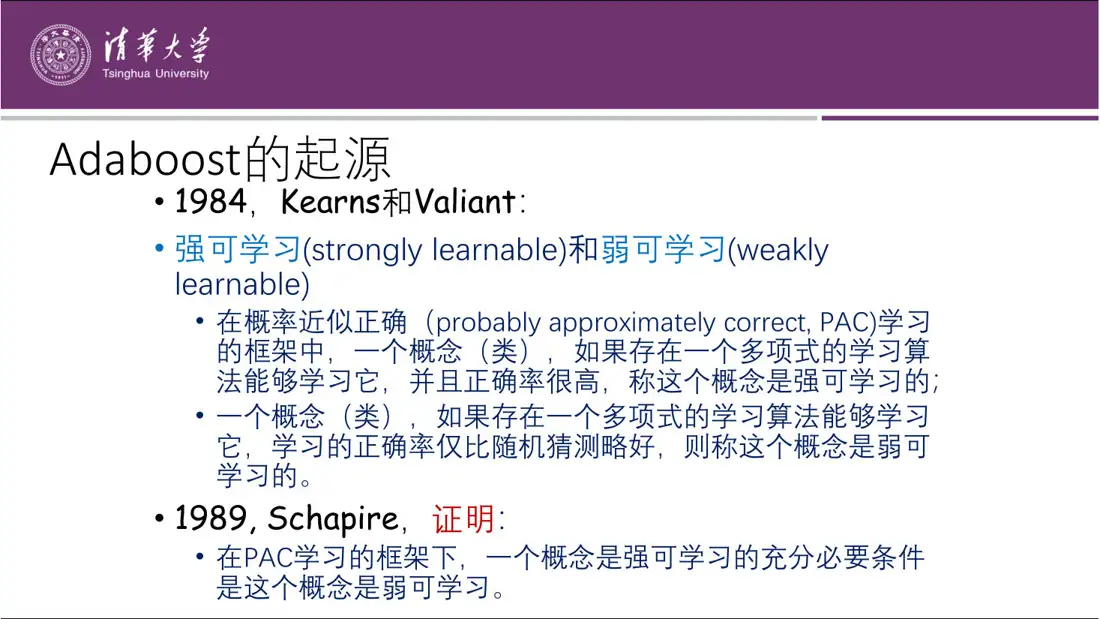 清华大学
Tsinghua University
Adaboost的起源
• 1984，Kearns和Valiant：
• 强可学习(strongly learnable)和弱可学习(weakly
learnable)
• 在概率近似正确（probably approximately correct, PAC)学习
的框架中，一个概念（类），如果存在一个多项式的学习算
法能够学习它，并且正确率很高，称这个概念是强可学习的；
• 一个概念（类），如果存在一个多项式的学习算法能够学习
它，学习的正确率仅比随机猜测略好，则称这个概念是弱可
学习的。
• 1989, Schapire，证明：
• 在PAC学习的框架下，一个概念是强可学习的充分必要条件
是这个概念是弱可学习。